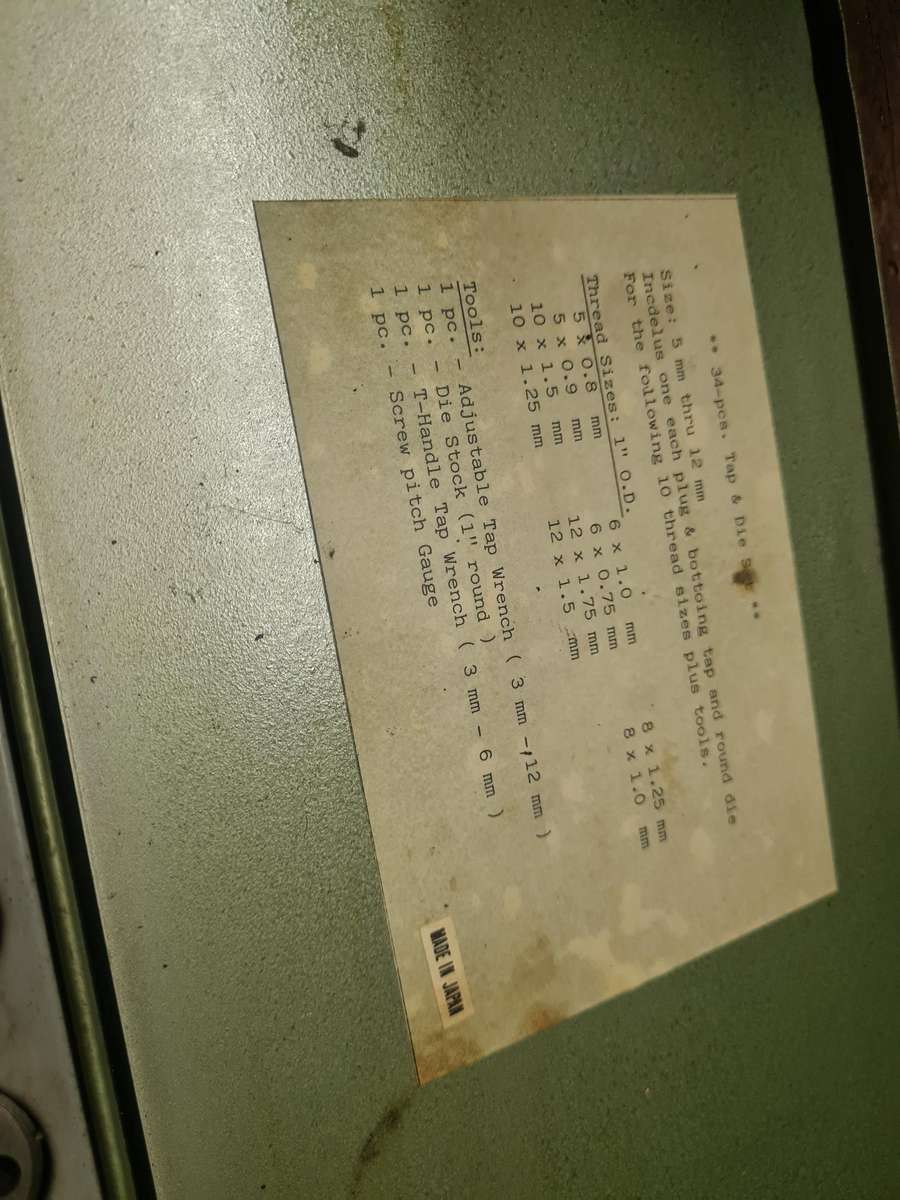 ** 34-pcs. Tap & Die Set **
Size: 5 mm thru 12 mm
Incdelus one each plug & bottoing tap and round die
For the foullowing 10 thread sizes plus tools.
Thread Sizes: 1" O.D.
5 x 0.8 mm 6 x 1.0 mm 8 x 1.25 mm
5 x 0.9 mm 6 x 0.75 mm 8 x 1.0 mm
10 x 1.5 mm 12 x 1.75 mm
10 x 1.25 mm 12 x 1.5 mm
Tools:
1 pc. - Adjustable Tap Wrench ( 3 mm - 12 mm )
1 pc. - Die Stock (1" round )
1 pc. - T-Handle Tap Wrench ( 3 mm - 6 mm )
1 pc. - Screw pitch Gauge
MADE IN JAPAN